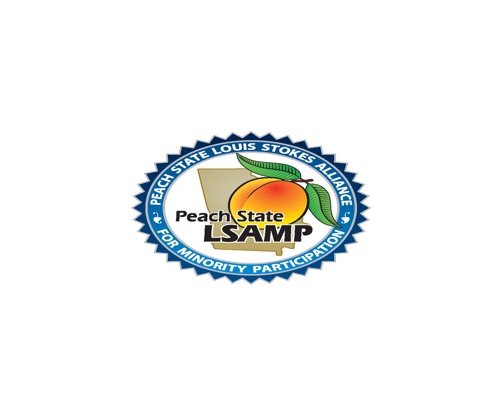 PEACH STATE LOUIS STOKES ALLIANCE
Peach State
LSAMP
FOR MINORITY PARTICIPATION